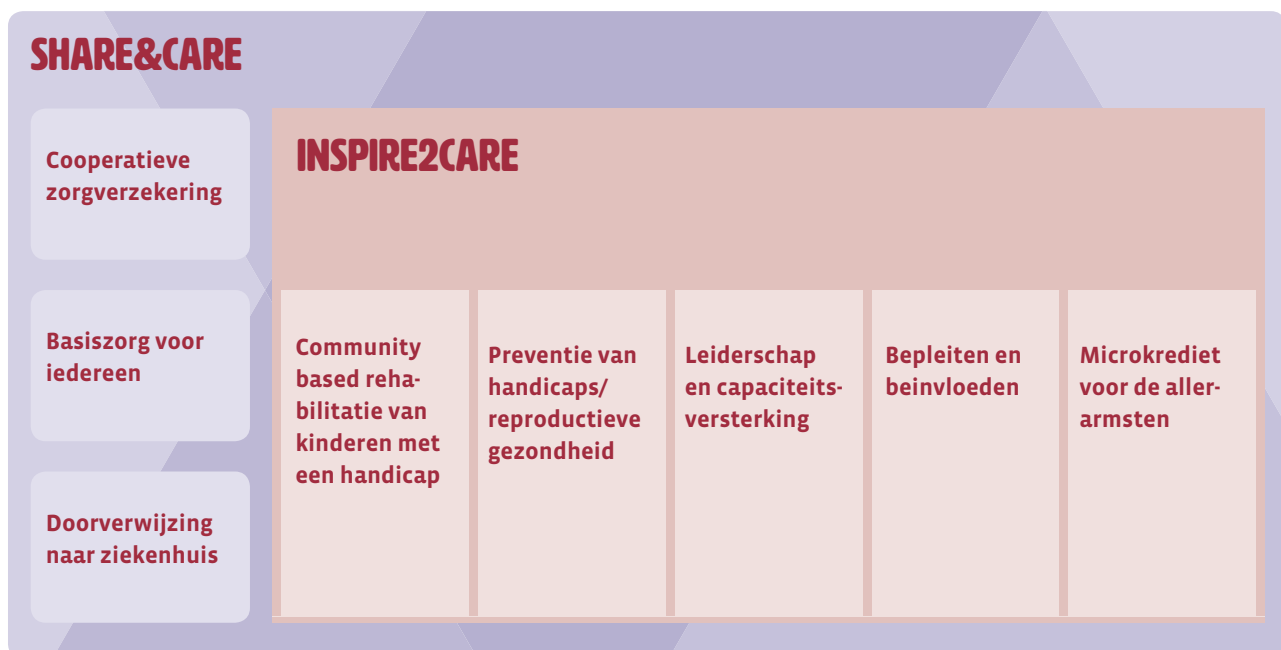 SHARE&CARE
Cooperatieve
zorgverzekering
Basiszorg voor
iedereen
Doorverwijzing
naar ziekenhuis
INSPIRE2CARE
Community
based reha-
bilitatie van
kinderen met
een handicap
Preventie van
handicaps/
reproductieve
gezondheid
Leiderschap
en capaciteits-
versterking
Bepleiten en
beinvloeden
Microkrediet
voor de aller-
armsten